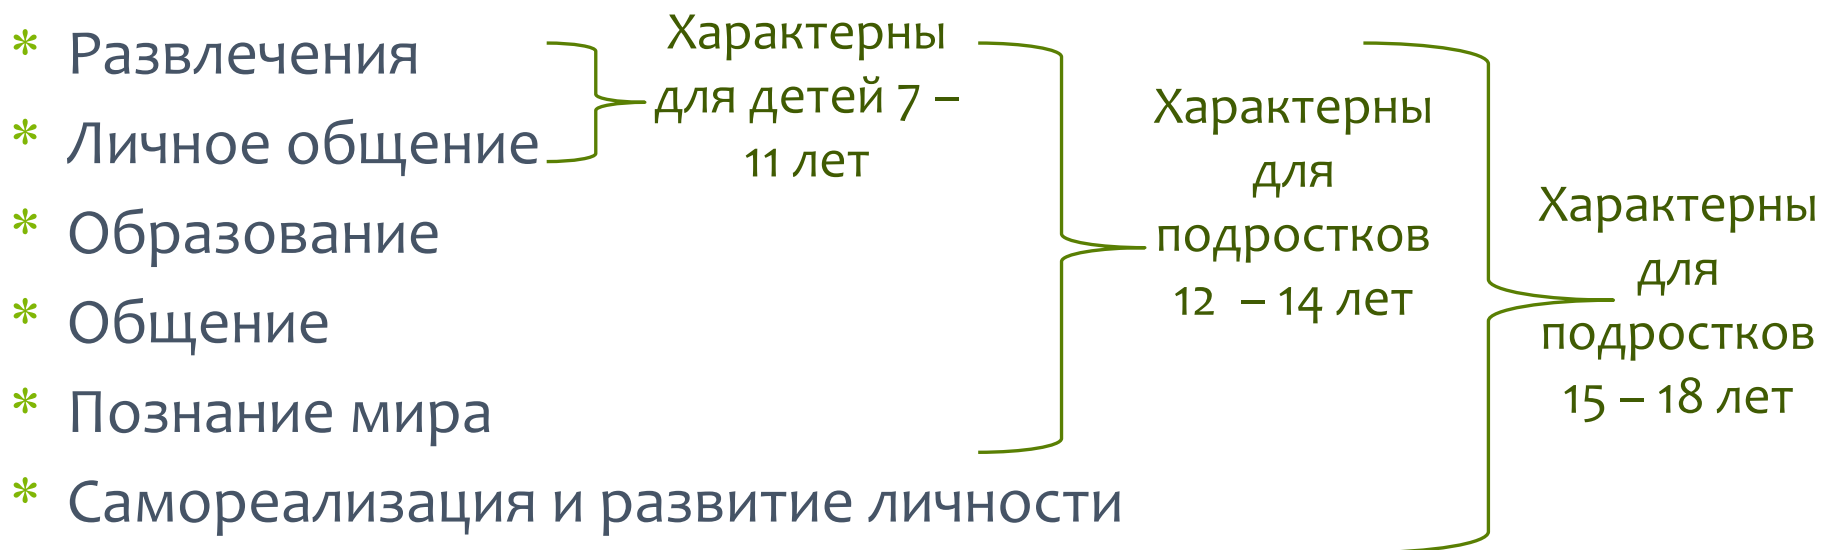 * Развлечения
* Личное общение
* Образование
* Общение
* Познание мира
* Самореализация и развитие личности
Характерны
для детей 7 –
11 лет
Характерны
для
подростков
12 – 14 лет
Характерны
для
подростков
15 – 18 лет